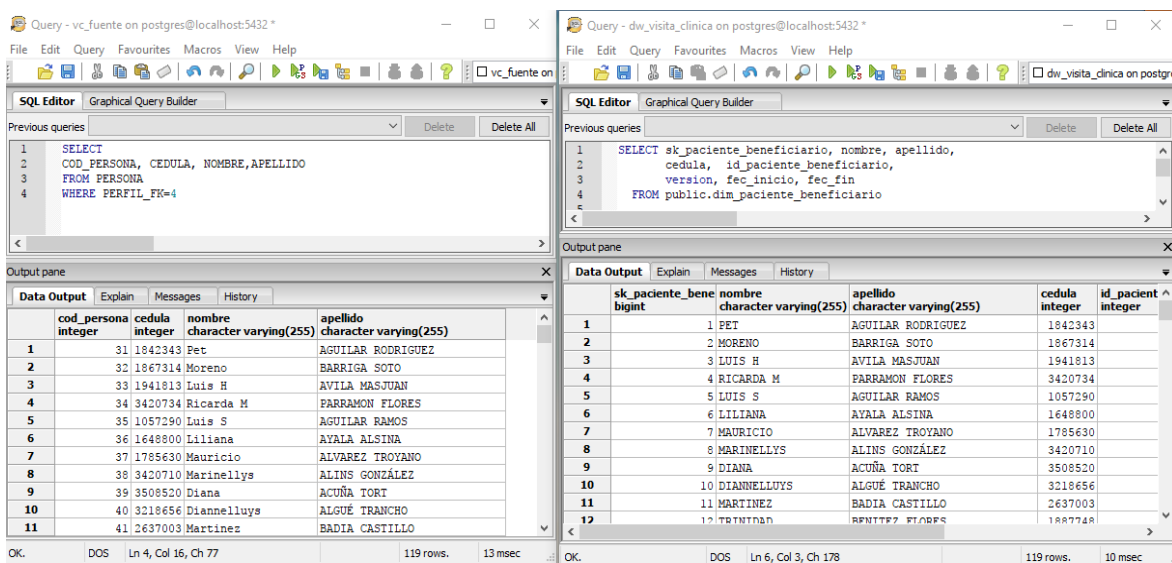 Query - vc_fuente on postgres@localhost:5432 *
File Edit Query Favourites Macros View Help
vc_fuente on
SQL Editor Graphical Query Builder
Previous queries Delete Delete All
1 SELECT
2 COD_PERSONA, CEDULA, NOMBRE,APELLIDO
3 FROM PERSONA
4 WHERE PERFIL_FK=4
Output pane
Data Output Explain Messages History
cod_persona cedula nombre apellido
integer integer character varying(255) character varying(255)
1 31 1842343 Pet AGUILAR RODRIGUEZ
2 32 1867314 Moreno BARRIGA SOTO
3 33 1941813 Luis H AVILA MASJUAN
4 34 3420734 Ricarda M PARRAMON FLORES
5 35 1057290 Luis S AGUILAR RAMOS
6 36 1648800 Liliana AYALA ALSINA
7 37 1785630 Mauricio ALVAREZ TROYANO
8 38 3420710 Marinellys ALINS GONZÁLEZ
9 39 3508520 Diana ACUÑA TORT
10 40 3218656 Diannelluys ALGUÉ TRANCHO
11 41 2637003 Martinez BADIA CASTILLO
OK. DOS Ln 4, Col 16, Ch 77 119 rows. 13 msec
Query - dw_visita_clinica on postgres@localhost:5432 *
File Edit Query Favourites Macros View Help
dw_visita_clinica on postgr
SQL Editor Graphical Query Builder
Previous queries Delete Delete All
1 SELECT sk_paciente_beneficiario, nombre, apellido,
2 cedula, id_paciente_beneficiario,
3 version, fec_inicio, fec_fin
4 FROM public.dim_paciente_beneficiario
5
Output pane
Data Output Explain Messages History
sk_paciente_bene nombre apellido cedula id_pacient
bigint character varying(255) character varying(255) integer integer
1 1 PET AGUILAR RODRIGUEZ 1842343
2 2 MORENO BARRIGA SOTO 1867314
3 3 LUIS H AVILA MASJUAN 1941813
4 4 RICARDA M PARRAMON FLORES 3420734
5 5 LUIS S AGUILAR RAMOS 1057290
6 6 LILIANA AYALA ALSINA 1648800
7 7 MAURICIO ALVAREZ TROYANO 1785630
8 8 MARINELLYS ALINS GONZÁLEZ 3420710
9 9 DIANA ACUÑA TORT 3508520
10 10 DIANNELLUYS ALGUÉ TRANCHO 3218656
11 11 MARTINEZ BADIA CASTILLO 2637003
12 12 TRINIDAD BENITEZ FLORES 1887748
OK. DOS Ln 6, Col 3, Ch 178 119 rows. 10 msec